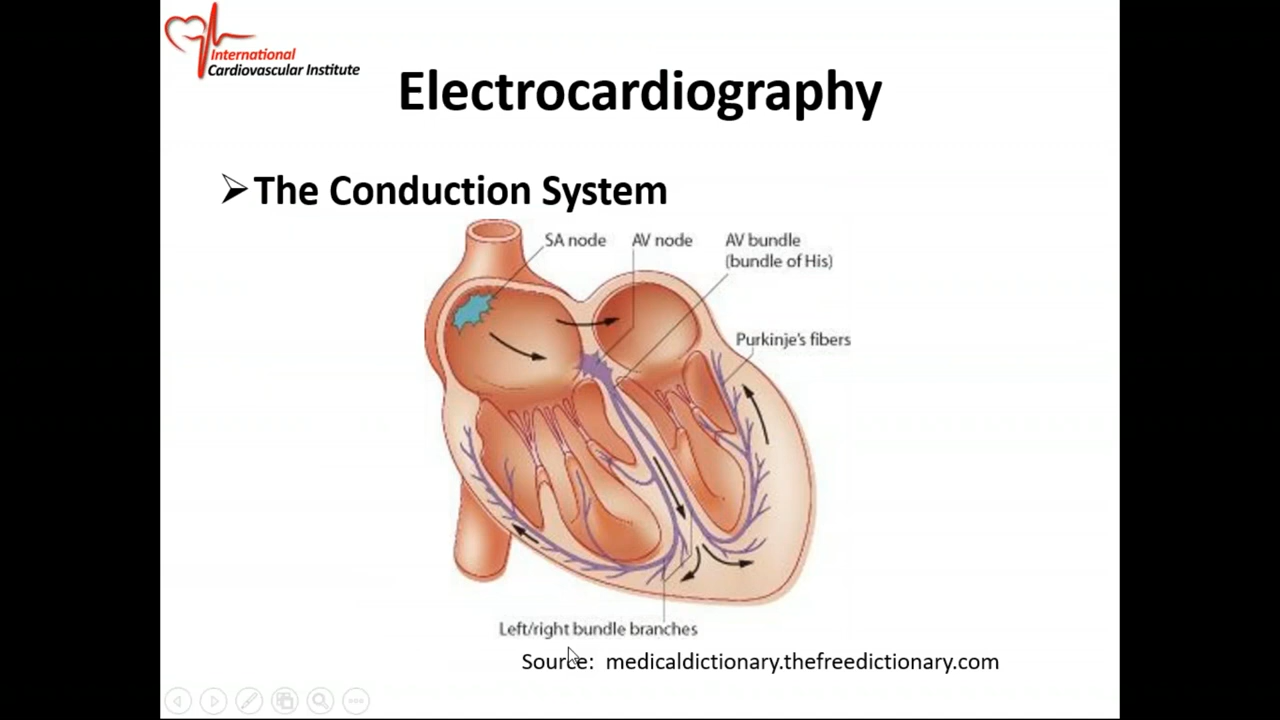 International
Cardiovascular Institute
Electrocardiography
The Conduction System
SA node
AV node
AV bundle
(bundle of His)
Purkinje's fibers
Left/right bundle branches
Source: medicaldictionary.thefreedictionary.com